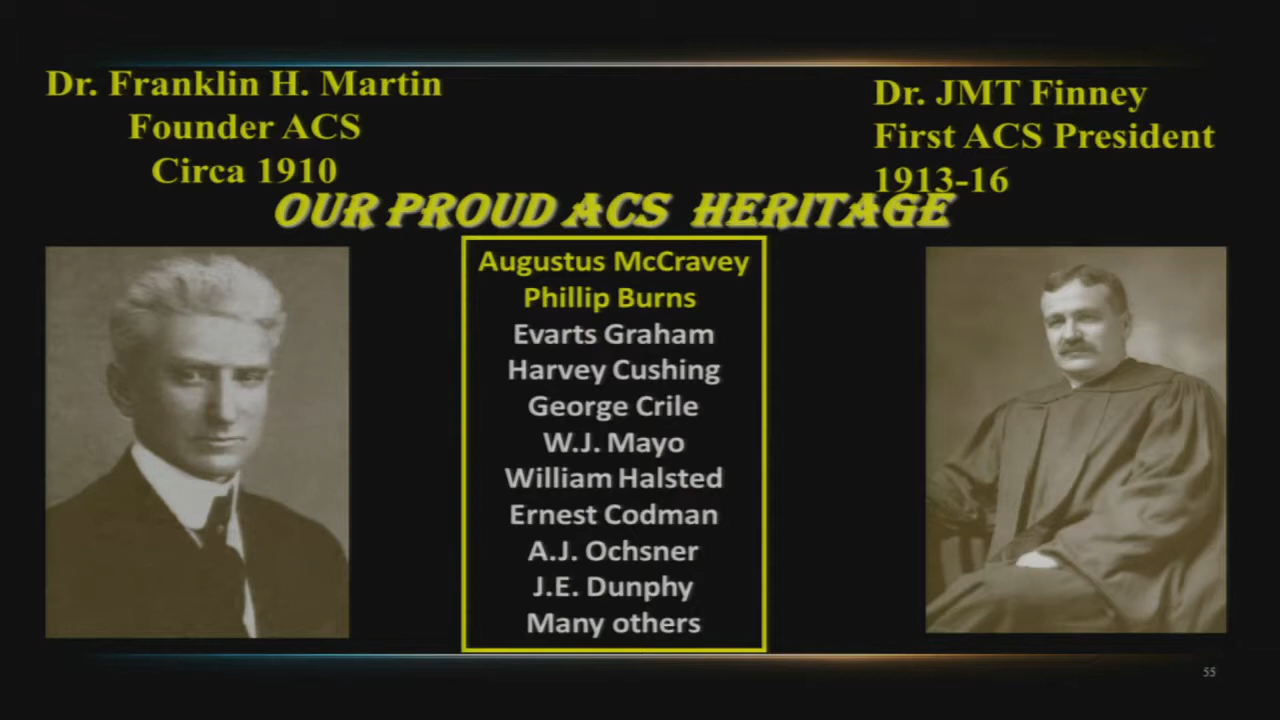 Dr. Franklin H. Martin
Founder ACS
Circa 1910
Dr. JMT Finney
First ACS President
1913-16
OUR PROUD ACS HERITAGE
Augustus McCravey
Phillip Burns
Evarts Graham
Harvey Cushing
George Crile
W.J. Mayo
William Halsted
Ernest Codman
A.J. Ochsner
J.E. Dunphy
Many others
55